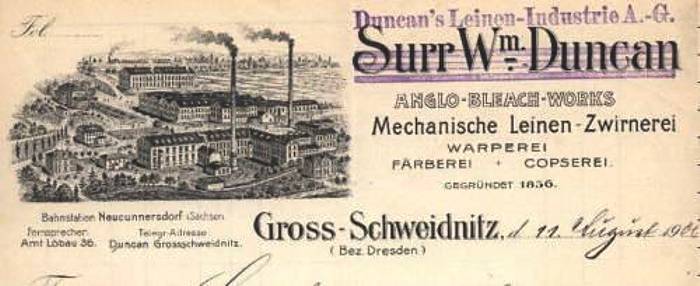 Fol.
Duncan's Leinen-Industrie A.-G.
Surr Wm. Duncan
ANGLO-BLEACH-WORKS
Mechanische Leinen-Zwirnerei
WARPEREI
FÄRBEREI + COPSEREI.
GEGRÜNDET 1856.
Bahnstation Neucunnersdorf i/Sachsen
Fernsprecher: Amt Löbau 36.
Telegr-Adresse Duncan Grossschweidnitz.
Gross-Schweidnitz, d. 11. August
(Bez. Dresden)